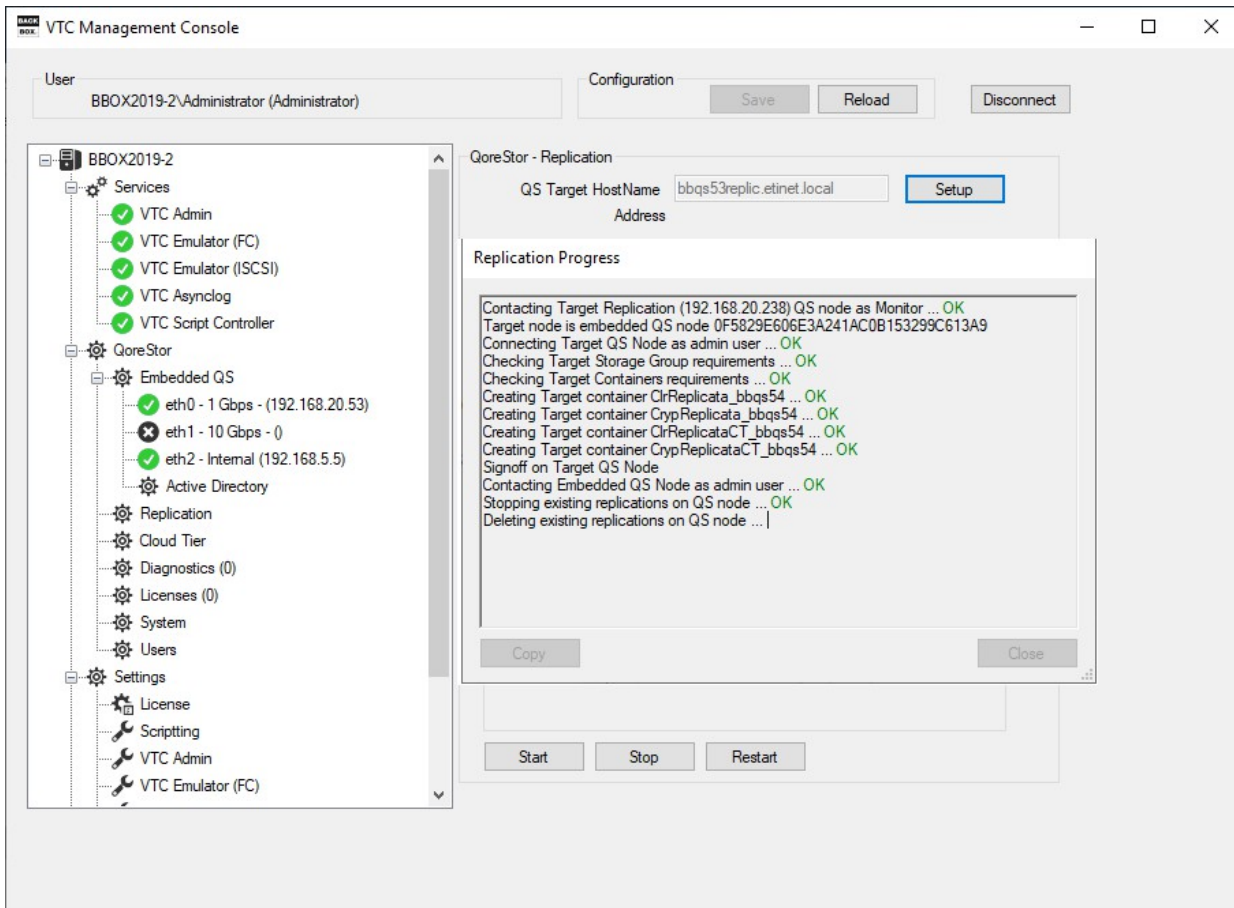 BACK
BOX
VTC Management Console
User
BBOX2019-2\Administrator (Administrator)
Configuration
Save
Reload
Disconnect
BBOX2019-2
Services
VTC Admin
VTC Emulator (FC)
VTC Emulator (ISCSI)
VTC Asynclog
VTC Script Controller
QoreStor
Embedded QS
eth0 - 1 Gbps - (192.168.20.53)
eth1 - 10 Gbps - ()
eth2 - Internal (192.168.5.5)
Active Directory
Replication
Cloud Tier
Diagnostics (0)
Licenses (0)
System
Users
Settings
License
Scriptting
VTC Admin
VTC Emulator (FC)
QoreStor - Replication
QS Target HostName
bbqs53replic.etinet.local
Setup
Address
Replication Progress
Contacting Target Replication (192.168.20.238) QS node as Monitor ... OK
Target node is embedded QS node 0F5829E606E3A241AC0B153299C613A9
Connecting Target QS Node as admin user ... OK
Checking Target Storage Group requirements ... OK
Checking Target Containers requirements ... OK
Creating Target container ClrReplicata_bbqs54 ... OK
Creating Target container CrypReplicata_bbqs54 ... OK
Creating Target container ClrReplicataCT_bbqs54 ... OK
Creating Target container CrypReplicataCT_bbqs54 ... OK
Signoff on Target QS Node
Contacting Embedded QS Node as admin user ... OK
Stopping existing replications on QS node ... OK
Deleting existing replications on QS node ...
Copy
Close
Start
Stop
Restart